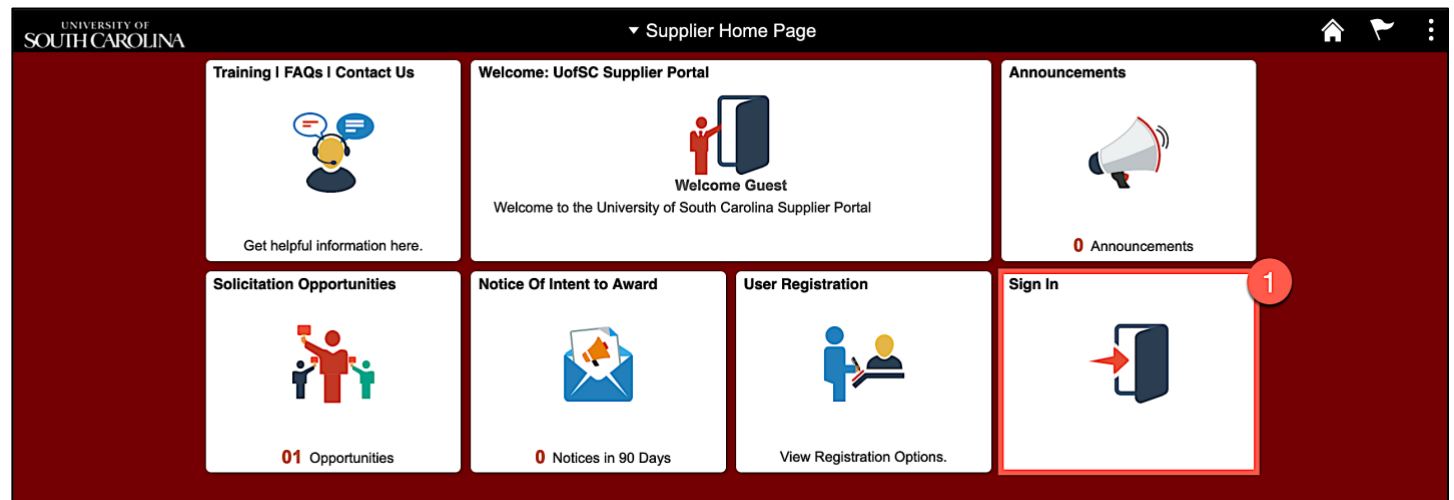 UNIVERSITY OF
SOUTH CAROLINA
Supplier Home Page
Training I FAQs I Contact Us
Get helpful information here.
Welcome: UofSC Supplier Portal
Welcome Guest
Welcome to the University of South Carolina Supplier Portal
Announcements
0 Announcements
Solicitation Opportunities
01 Opportunities
Notice Of Intent to Award
0 Notices in 90 Days
User Registration
View Registration Options.
Sign In
1